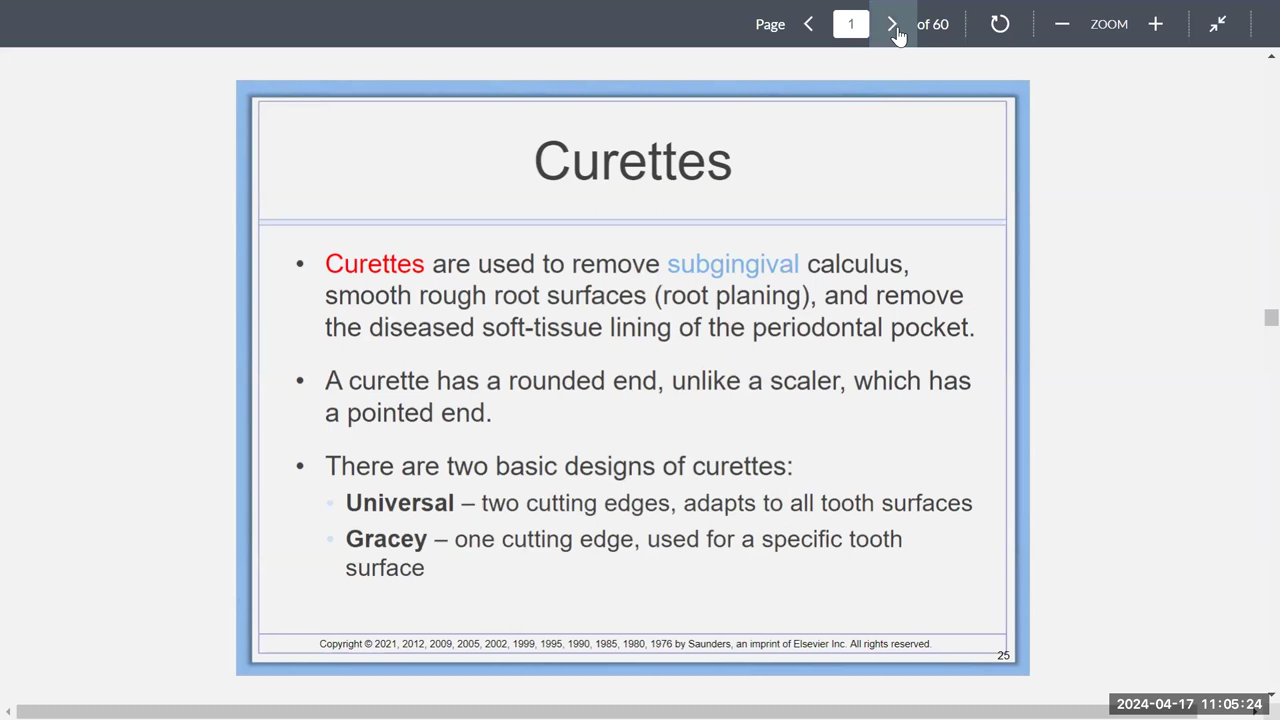 Page 1 of 60 ZOOM
Curettes
• Curettes are used to remove subgingival calculus,
smooth rough root surfaces (root planing), and remove
the diseased soft-tissue lining of the periodontal pocket.
• A curette has a rounded end, unlike a scaler, which has
a pointed end.
• There are two basic designs of curettes:
• Universal – two cutting edges, adapts to all tooth surfaces
• Gracey – one cutting edge, used for a specific tooth
surface
Copyright © 2021, 2012, 2009, 2005, 2002, 1999, 1995, 1990, 1985, 1980, 1976 by Saunders, an imprint of Elsevier Inc. All rights reserved.
25
2024-04-17 11:05:24